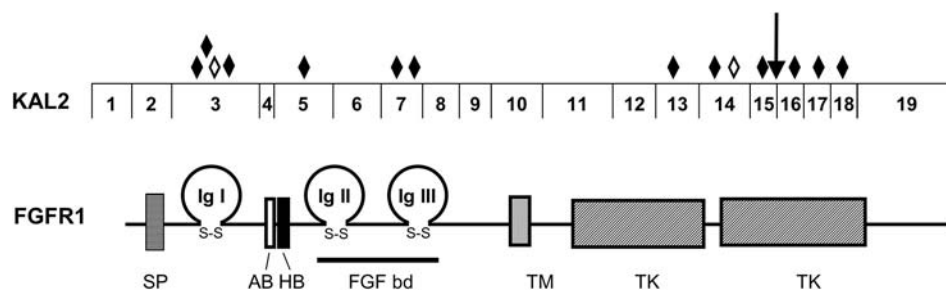 KAL2 1 2 3 4 5 6 7 8 9 10 11 12 13 14 15 16 17 18 19
FGFR1 Ig I Ig II Ig III
S-S S-S S-S
SP AB HB FGF bd TM TK TK